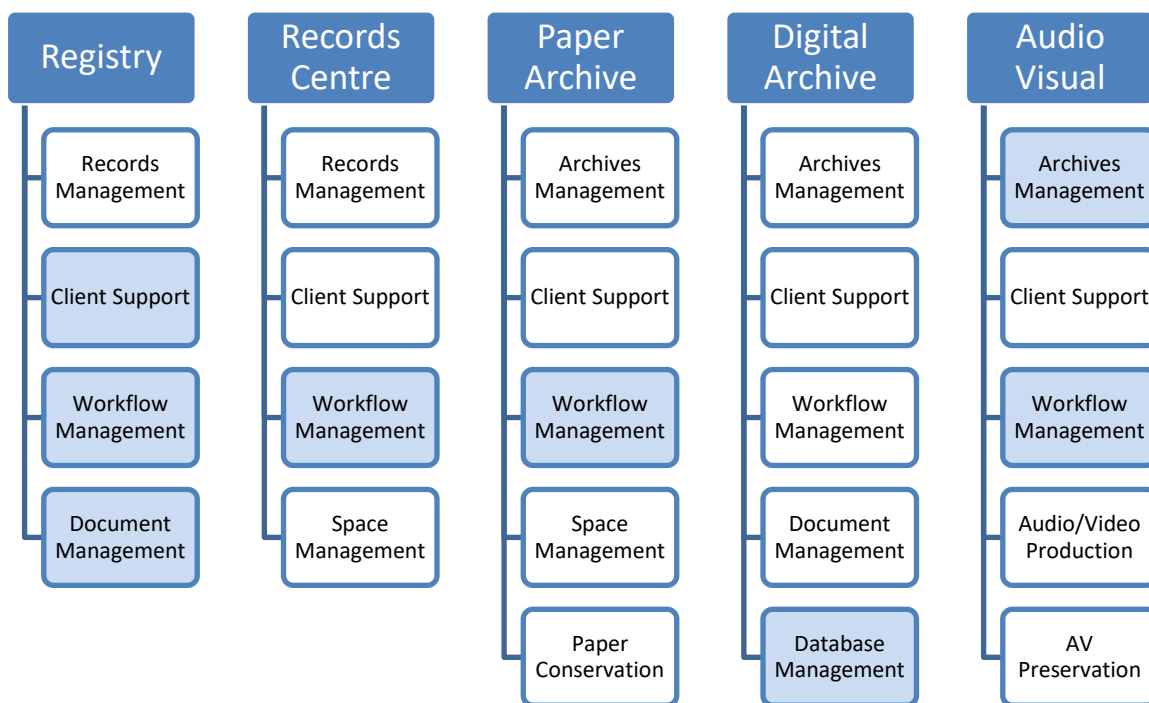 Registry
Records
Management
Client Support
Workflow
Management
Document
Management
Records
Centre
Records
Management
Client Support
Workflow
Management
Space
Management
Paper
Archive
Archives
Management
Client Support
Workflow
Management
Space
Management
Paper
Conservation
Digital
Archive
Archives
Management
Client Support
Workflow
Management
Document
Management
Database
Management
Audio
Visual
Archives
Management
Client Support
Workflow
Management
Audio/Video
Production
AV
Preservation